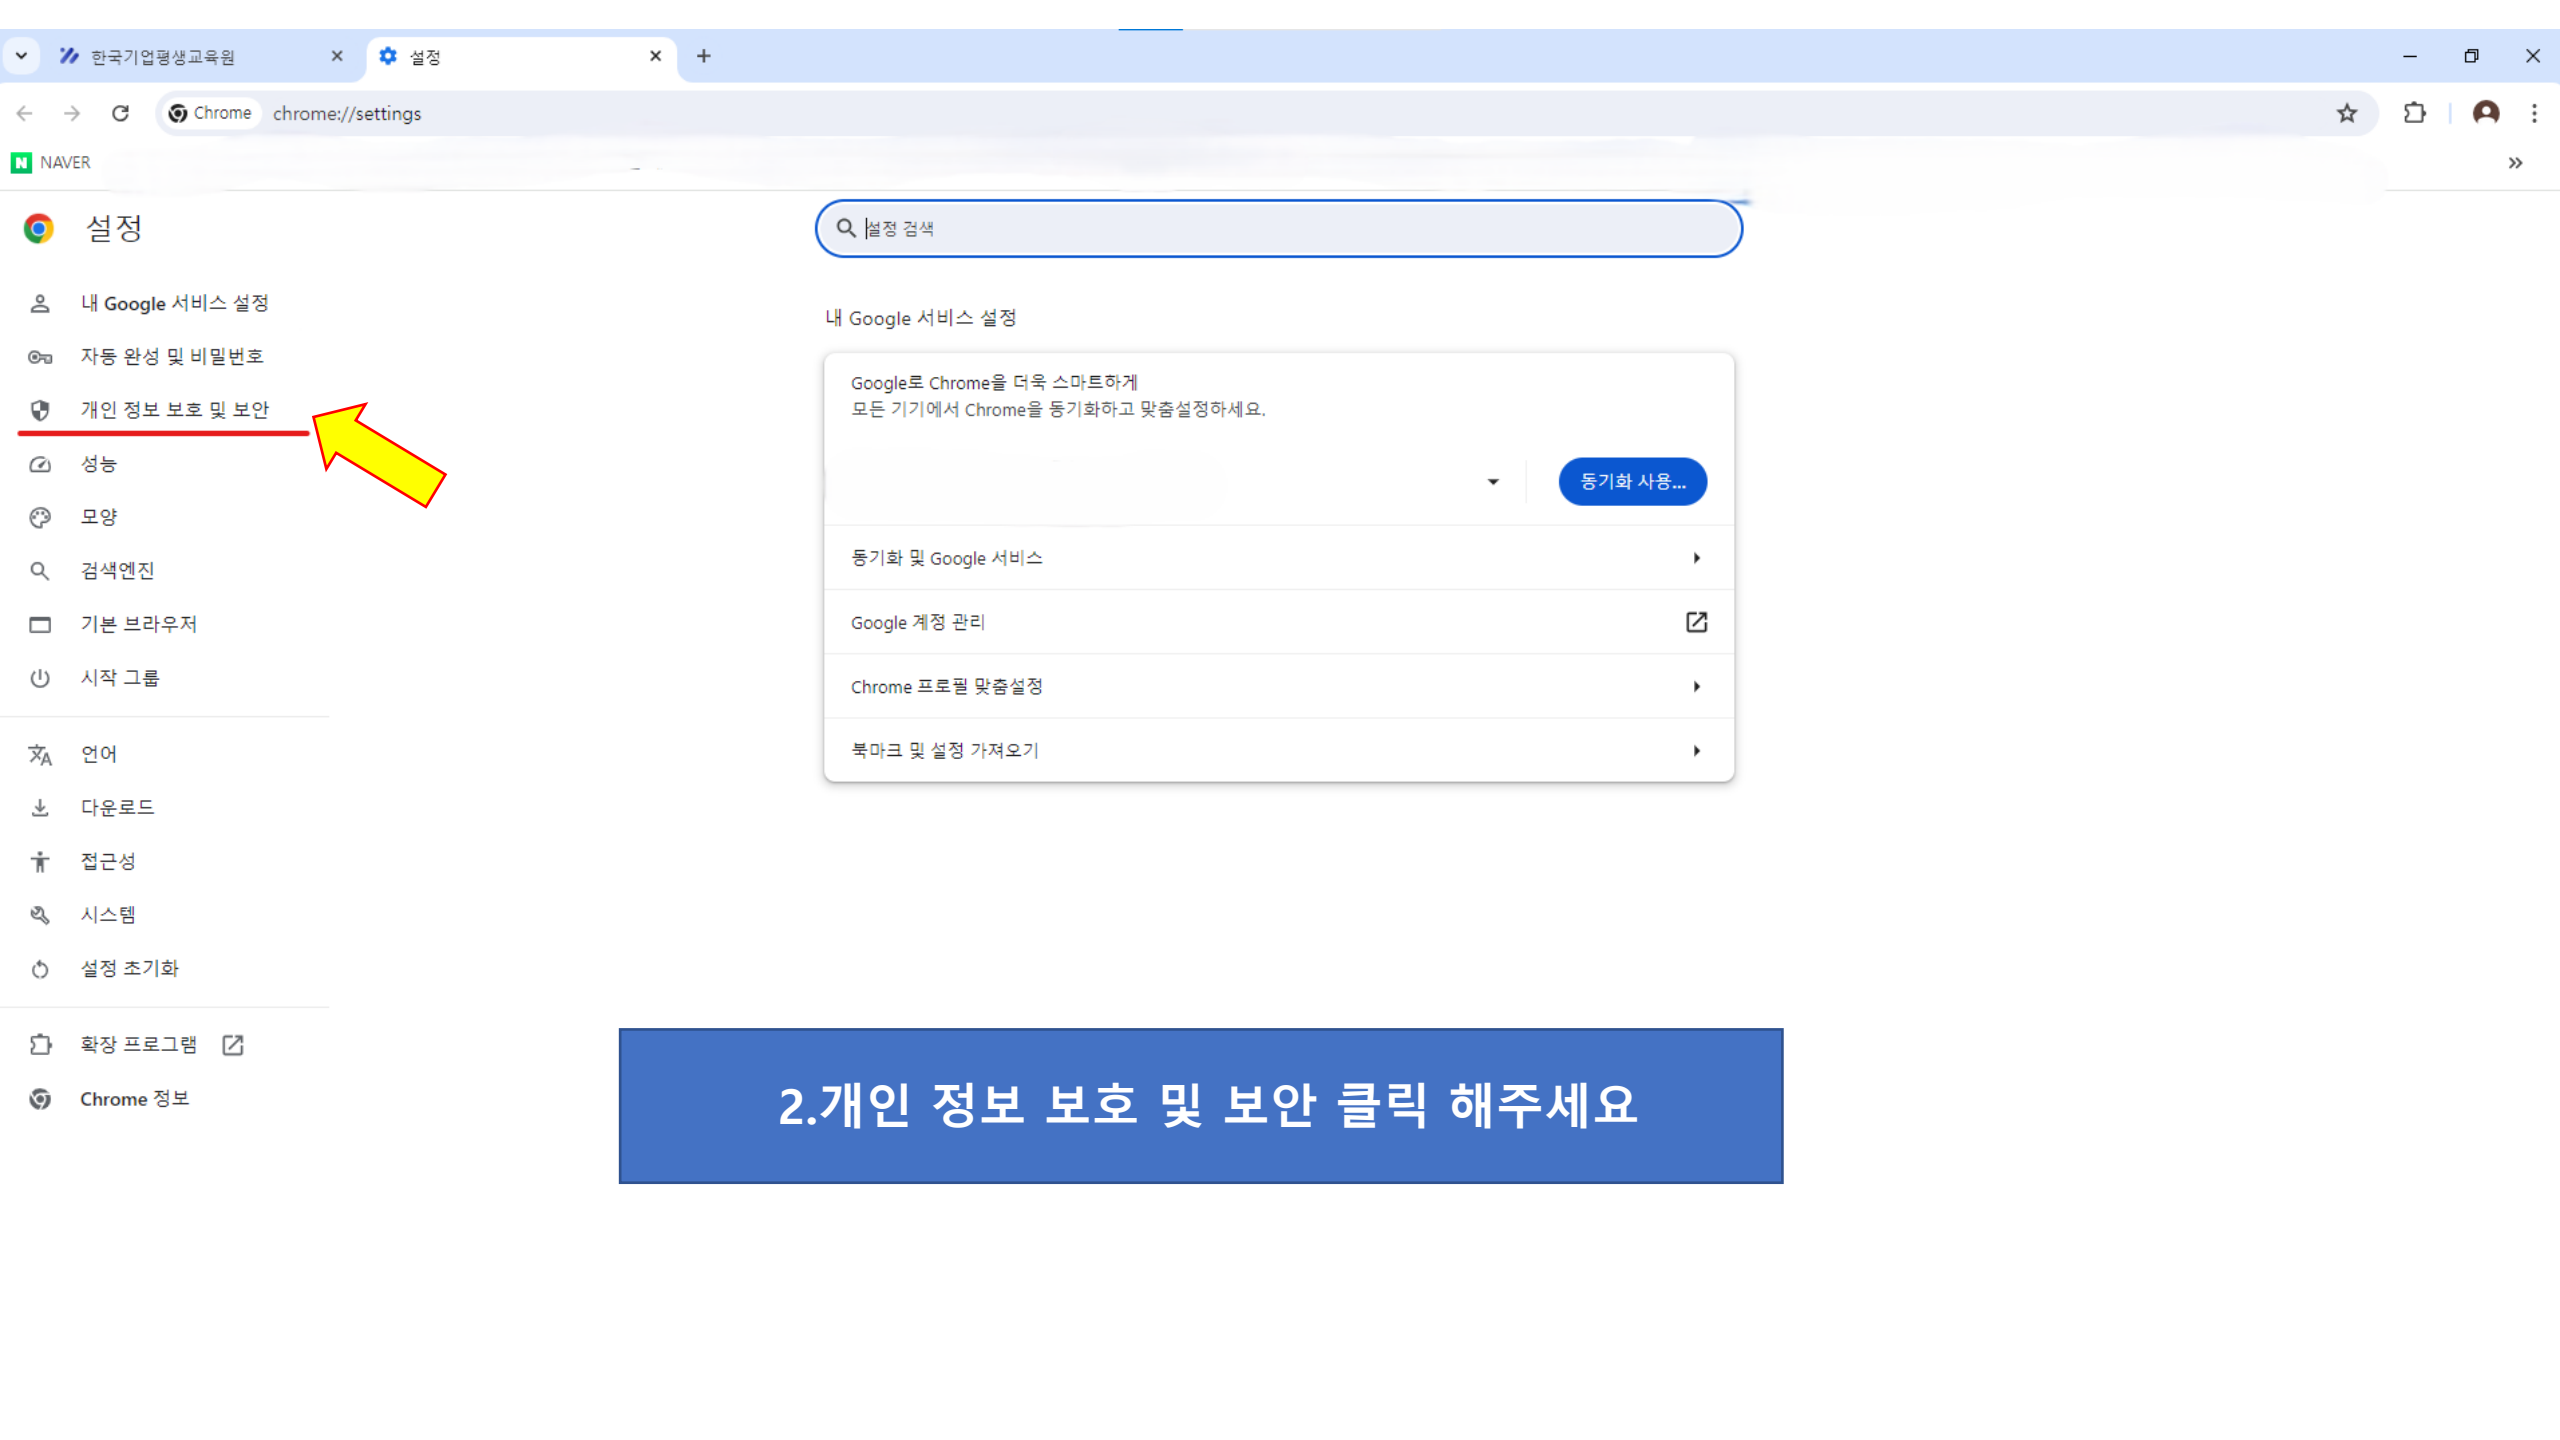 한국기업평생교육원
설정
Chrome
chrome://settings
NAVER
설정
설정 검색
내 Google 서비스 설정
자동 완성 및 비밀번호
개인 정보 보호 및 보안
성능
모양
검색엔진
기본 브라우저
시작 그룹
언어
다운로드
접근성
시스템
설정 초기화
확장 프로그램
Chrome 정보
내 Google 서비스 설정
Google로 Chrome을 더욱 스마트하게
모든 기기에서 Chrome을 동기화하고 맞춤설정하세요.
동기화 사용...
동기화 및 Google 서비스
Google 계정 관리
Chrome 프로필 맞춤설정
북마크 및 설정 가져오기
2.개인 정보 보호 및 보안 클릭 해주세요